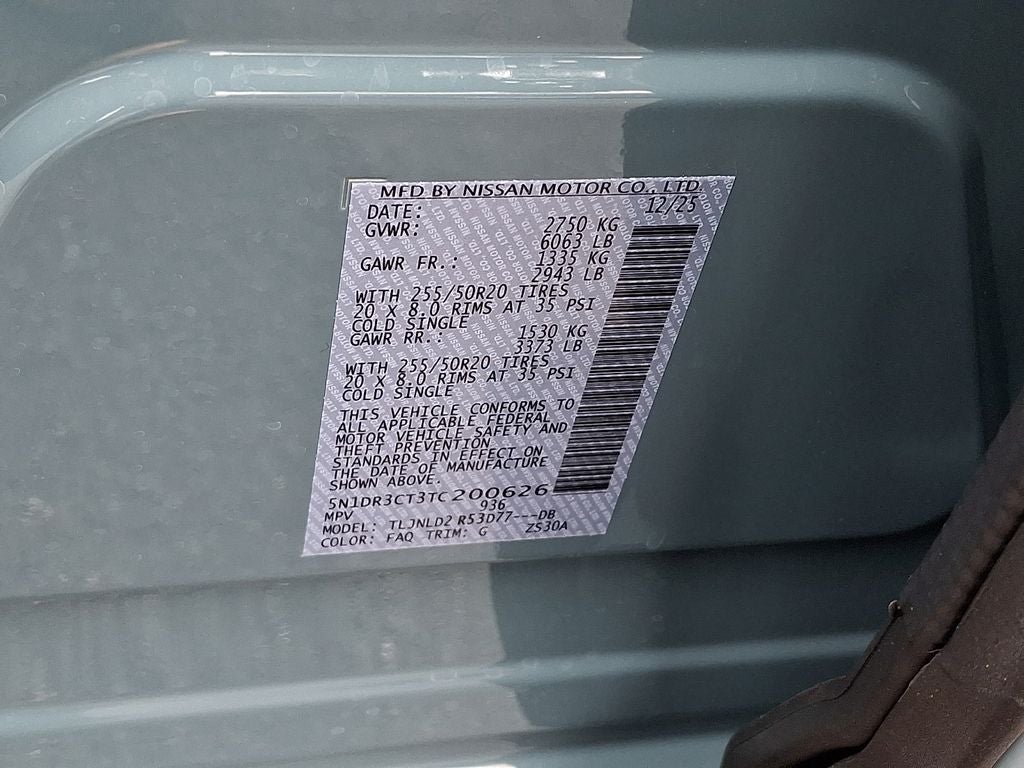 MFD BY NISSAN MOTOR CO., LTD.
DATE: 12/25
GVWR: 2750 KG
6063 LB
GAWR FR.: 1335 KG
2943 LB
WITH 255/50R20 TIRES
20 X 8.0 RIMS AT 35 PSI
COLD SINGLE
GAWR RR.: 1530 KG
3373 LB
WITH 255/50R20 TIRES
20 X 8.0 RIMS AT 35 PSI
COLD SINGLE
THIS VEHICLE CONFORMS TO
ALL APPLICABLE FEDERAL
MOTOR VEHICLE SAFETY AND
THEFT PREVENTION
STANDARDS IN EFFECT ON
THE DATE OF MANUFACTURE
SHOWN ABOVE.
5N1DR3CT3TC200626
MPV 936
MODEL: TLJNLD2 R53D77---DB
COLOR: FAQ TRIM: G ZS30A